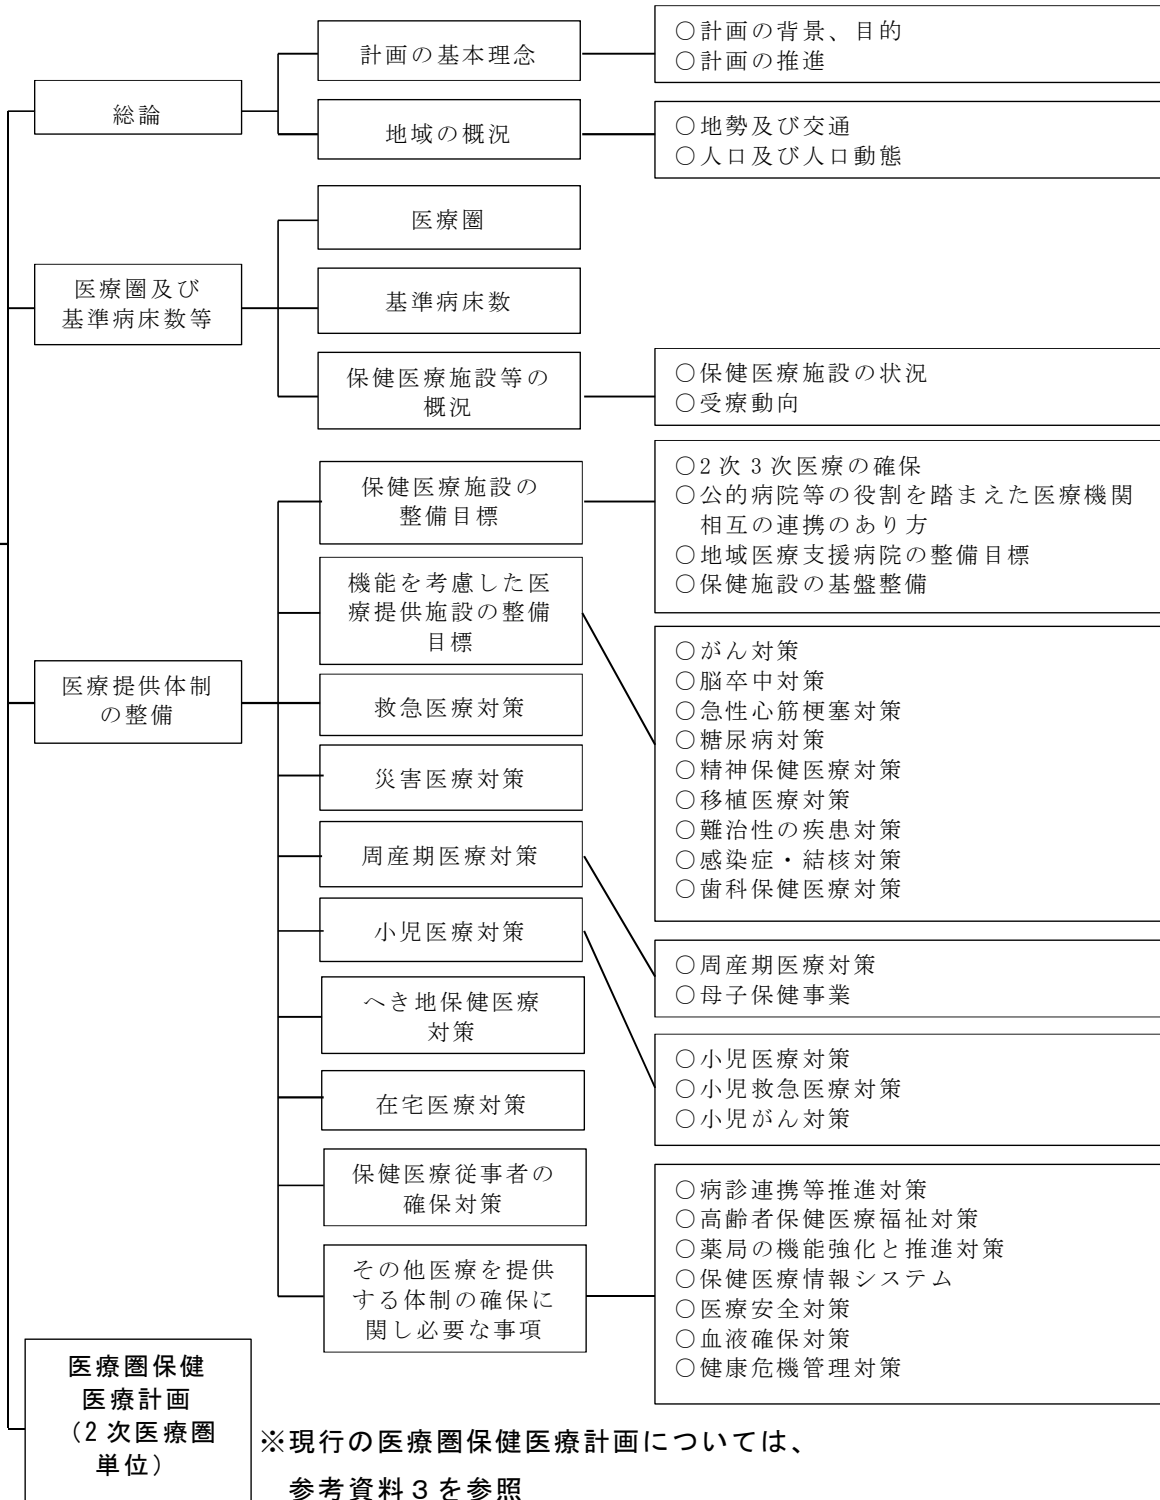 総論
計画の基本理念
○計画の背景、目的
○計画の推進
地域の概況
○地勢及び交通
○人口及び人口動態
医療圏及び
基準病床数等
医療圏
基準病床数
保健医療施設等の
概況
○保健医療施設の状況
○受療動向
医療提供体制
の整備
保健医療施設の
整備目標
○2次3次医療の確保
○公的病院等の役割を踏まえた医療機関
相互の連携のあり方
○地域医療支援病院の整備目標
○保健施設の基盤整備
機能を考慮した医
療提供施設の整備
目標
○がん対策
○脳卒中対策
○急性心筋梗塞対策
○糖尿病対策
○精神保健医療対策
○移植医療対策
○難治性の疾患対策
○感染症・結核対策
○歯科保健医療対策
救急医療対策
災害医療対策
周産期医療対策
○周産期医療対策
○母子保健事業
小児医療対策
○小児医療対策
○小児救急医療対策
○小児がん対策
へき地保健医療
対策
在宅医療対策
保健医療従事者の
確保対策
その他医療を提供
する体制の確保に
関し必要な事項
○病診連携等推進対策
○高齢者保健医療福祉対策
○薬局の機能強化と推進対策
○保健医療情報システム
○医療安全対策
○血液確保対策
○健康危機管理対策
医療圏保健
医療計画
（2次医療圏
単位）
※現行の医療圏保健医療計画については、
参考資料３を参照